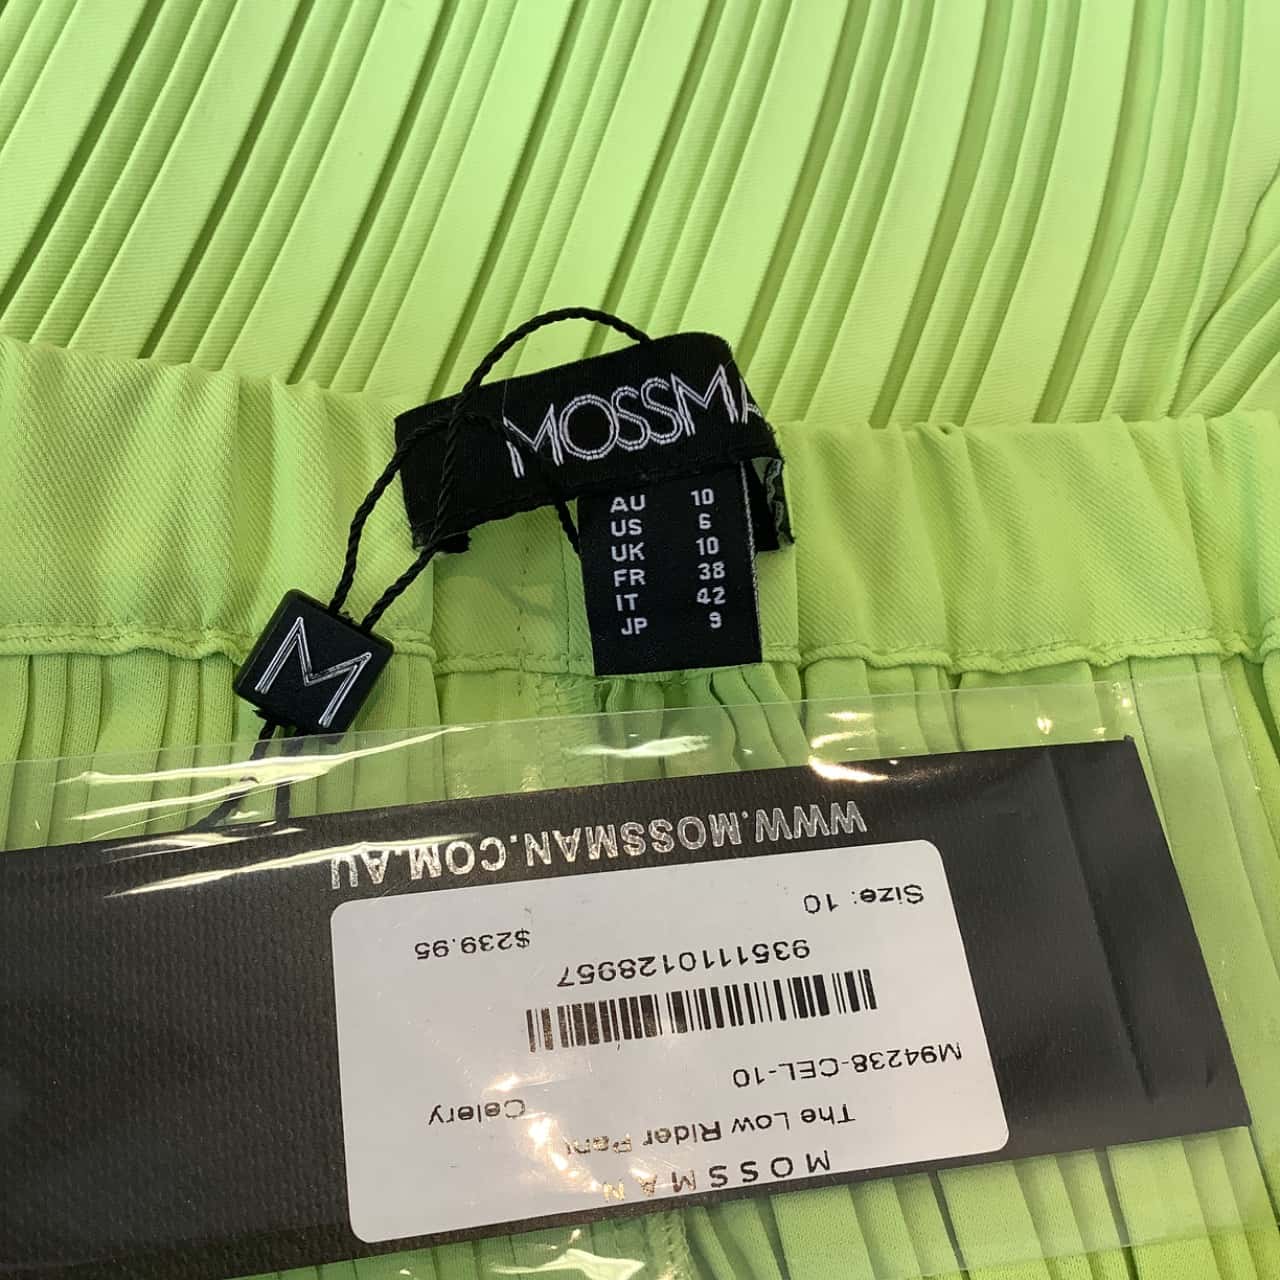 MOSSMA
AU 10
US 6
UK 10
FR 38
IT 42
JP 9
M
WWW.MOSSMAN.COM.AU
MOSSMAN
The Low Rider Pant
Celery
M94238-CEL-10
9351110128957
Size: 10
$239.95